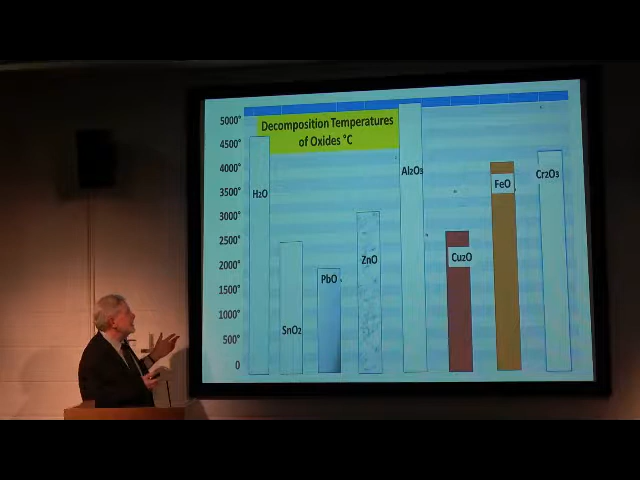 Decomposition Temperatures
of Oxides °C
5000°
4500°
4000°
3500°
3000°
2500°
2000°
1500°
1000°
500°
0
H2O
SnO2
PbO
ZnO
Al2O3
Cu2O
FeO
Cr2O3